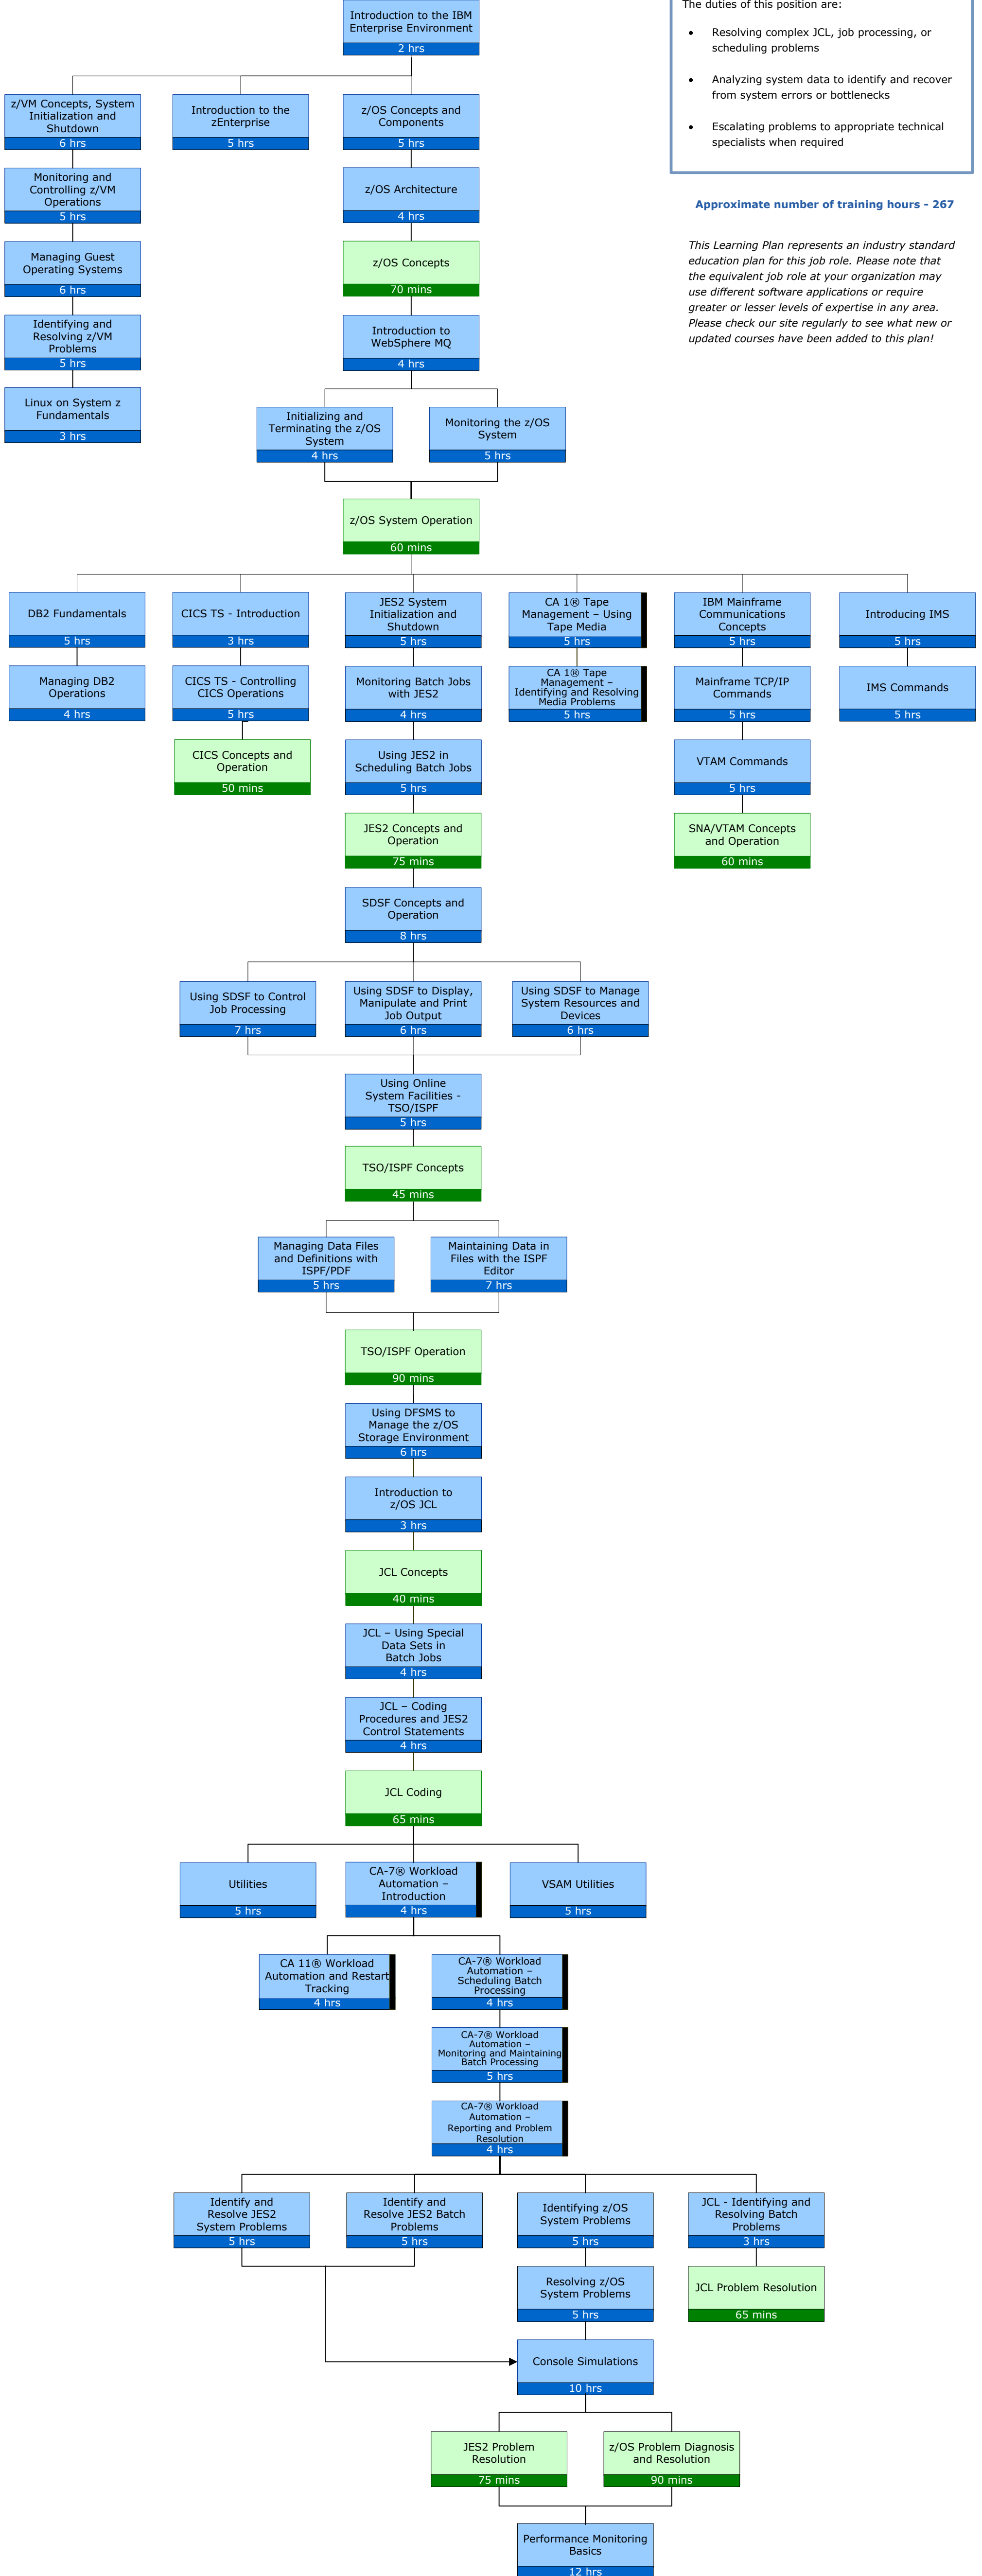 The duties of this position are:
• Resolving complex JCL, job processing, or
scheduling problems
• Analyzing system data to identify and recover
from system errors or bottlenecks
• Escalating problems to appropriate technical
specialists when required
Approximate number of training hours - 267
This Learning Plan represents an industry standard
education plan for this job role. Please note that
the equivalent job role at your organization may
use different software applications or require
greater or lesser levels of expertise in any area.
Please check our site regularly to see what new or
updated courses have been added to this plan!
Introduction to the IBM
Enterprise Environment
2 hrs
z/VM Concepts, System
Initialization and
Shutdown
6 hrs
Introduction to the
zEnterprise
5 hrs
z/OS Concepts and
Components
5 hrs
Monitoring and
Controlling z/VM
Operations
5 hrs
z/OS Architecture
4 hrs
Managing Guest
Operating Systems
6 hrs
z/OS Concepts
70 mins
Identifying and
Resolving z/VM
Problems
5 hrs
Introduction to
WebSphere MQ
4 hrs
Linux on System z
Fundamentals
3 hrs
Initializing and
Terminating the z/OS
System
4 hrs
Monitoring the z/OS
System
5 hrs
z/OS System Operation
60 mins
DB2 Fundamentals
5 hrs
CICS TS - Introduction
3 hrs
JES2 System
Initialization and
Shutdown
5 hrs
CA 1® Tape
Management – Using
Tape Media
5 hrs
IBM Mainframe
Communications
Concepts
5 hrs
Introducing IMS
5 hrs
Managing DB2
Operations
4 hrs
CICS TS - Controlling
CICS Operations
5 hrs
Monitoring Batch Jobs
with JES2
4 hrs
CA 1® Tape
Management –
Identifying and Resolving
Media Problems
5 hrs
Mainframe TCP/IP
Commands
5 hrs
IMS Commands
5 hrs
CICS Concepts and
Operation
50 mins
Using JES2 in
Scheduling Batch Jobs
5 hrs
VTAM Commands
5 hrs
JES2 Concepts and
Operation
75 mins
SNA/VTAM Concepts
and Operation
60 mins
SDSF Concepts and
Operation
8 hrs
Using SDSF to Control
Job Processing
7 hrs
Using SDSF to Display,
Manipulate and Print
Job Output
6 hrs
Using SDSF to Manage
System Resources and
Devices
6 hrs
Using Online
System Facilities -
TSO/ISPF
5 hrs
TSO/ISPF Concepts
45 mins
Managing Data Files
and Definitions with
ISPF/PDF
5 hrs
Maintaining Data in
Files with the ISPF
Editor
7 hrs
TSO/ISPF Operation
90 mins
Using DFSMS to
Manage the z/OS
Storage Environment
6 hrs
Introduction to
z/OS JCL
3 hrs
JCL Concepts
40 mins
JCL – Using Special
Data Sets in
Batch Jobs
4 hrs
JCL – Coding
Procedures and JES2
Control Statements
4 hrs
JCL Coding
65 mins
Utilities
5 hrs
CA-7® Workload
Automation –
Introduction
4 hrs
VSAM Utilities
5 hrs
CA 11® Workload
Automation and Restart
Tracking
4 hrs
CA-7® Workload
Automation –
Scheduling Batch
Processing
4 hrs
CA-7® Workload
Automation –
Monitoring and Maintaining
Batch Processing
5 hrs
CA-7® Workload
Automation –
Reporting and Problem
Resolution
4 hrs
Identify and
Resolve JES2
System Problems
5 hrs
Identify and
Resolve JES2 Batch
Problems
5 hrs
Identifying z/OS
System Problems
5 hrs
JCL - Identifying and
Resolving Batch
Problems
3 hrs
Resolving z/OS
System Problems
5 hrs
JCL Problem Resolution
65 mins
Console Simulations
10 hrs
JES2 Problem
Resolution
75 mins
z/OS Problem Diagnosis
and Resolution
90 mins
Performance Monitoring
Basics
12 hrs